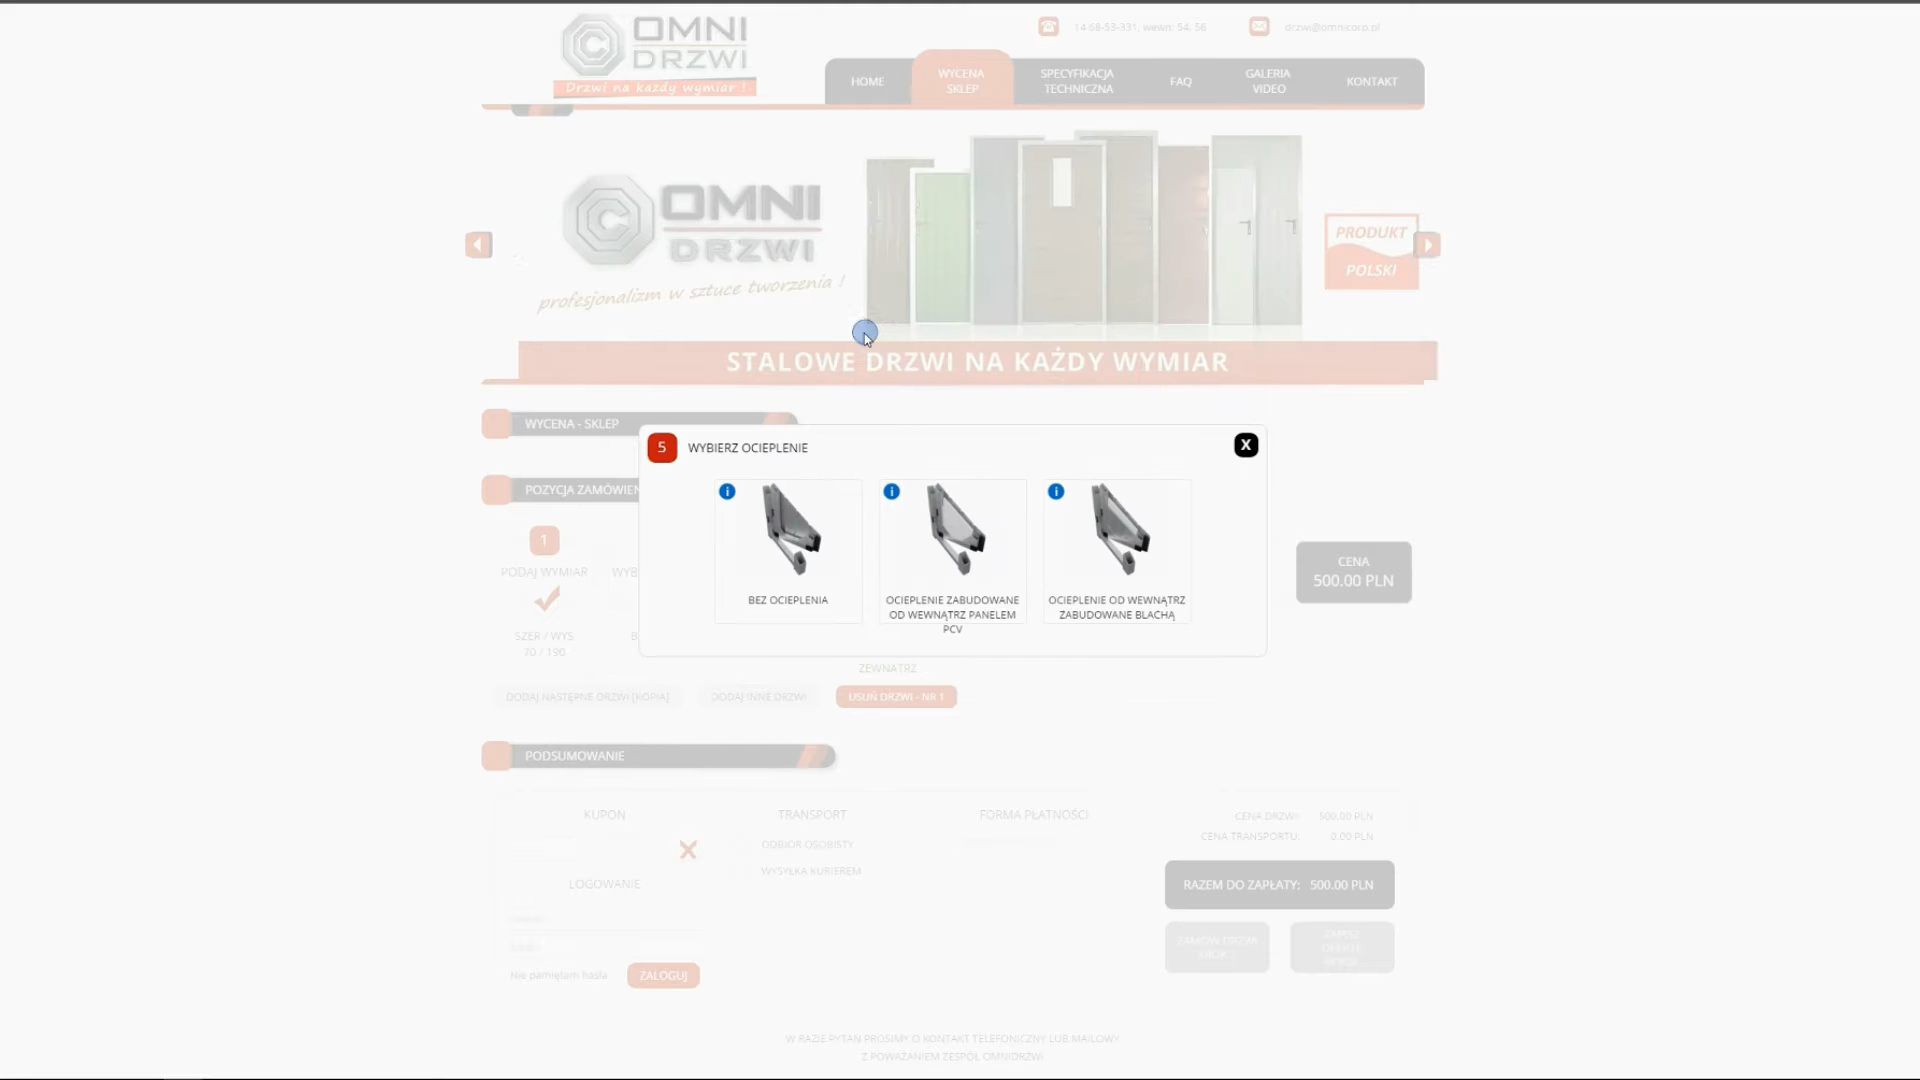 OMNI
DRZWI
Drzwi na każdy wymiar !
14 68-53-331, wewn: 54, 56
drzwi@omnicorp.pl
HOME
WYCENA
SKLEP
SPECYFIKACJA
TECHNICZNA
FAQ
GALERIA
VIDEO
KONTAKT
OMNI
DRZWI
profesjonalizm w sztuce tworzenia !
PRODUKT
POLSKI
STALOWE DRZWI NA KAŻDY WYMIAR
WYCENA - SKLEP
5
WYBIERZ OCIEPLENIE
X
i
i
i
BEZ OCIEPLENIA
OCIEPLENIE ZABUDOWANE
OD WEWNĄTRZ PANELEM
PCV
OCIEPLENIE OD WEWNĄTRZ
ZABUDOWANE BLACHĄ
POZYCJA ZAMÓWIEN
1
PODAJ WYMIAR
WYB
SZER / WYS
70 / 190
B
ZEWNATRZ
CENA
500.00 PLN
DODAJ NASTĘPNE DRZWI [KOPIA]
DODAJ INNE DRZWI
USUŃ DRZWI - NR 1
PODSUMOWANIE
KUPON
LOGOWANIE
Nie pamiętam hasła
ZALOGUJ
TRANSPORT
ODBIÓR OSOBISTY
WYSYŁKA KURIEREM
FORMA PŁATNOŚCI
CENA DRZWI: 500.00 PLN
CENA TRANSPORTU: 0.00 PLN
RAZEM DO ZAPŁATY: 500.00 PLN
ZAMÓW DRZWI
ZAPISZ
OFERTĘ
W RAZIE PYTAŃ PROSIMY O KONTAKT TELEFONICZNY LUB MAILOWY
Z POWAŻANIEM ZESPÓŁ OMNIDRZWI